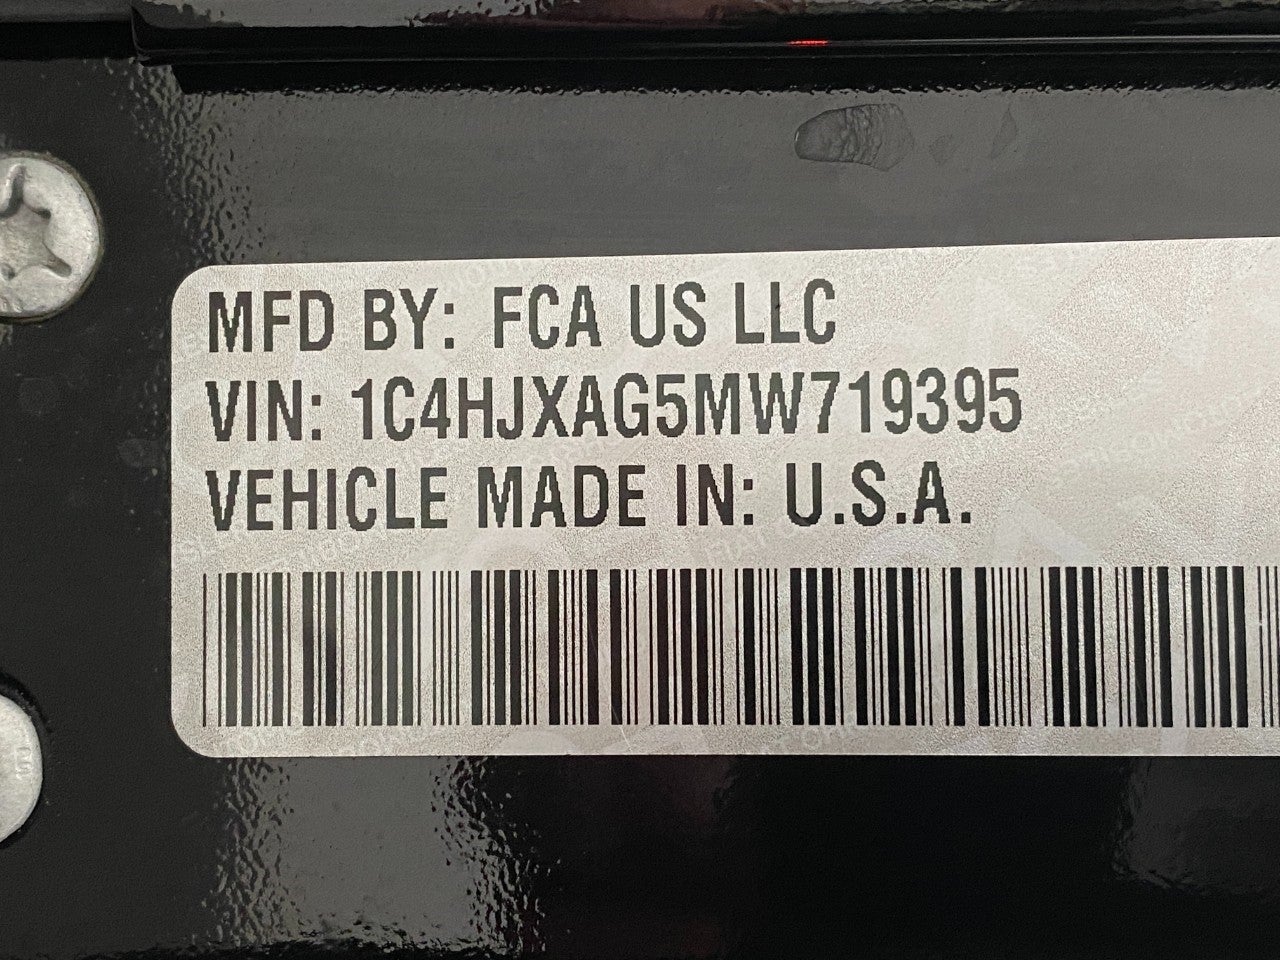 MFD BY: FCA US LLC
VIN: 1C4HJXAG5MW719395
VEHICLE MADE IN: U.S.A.